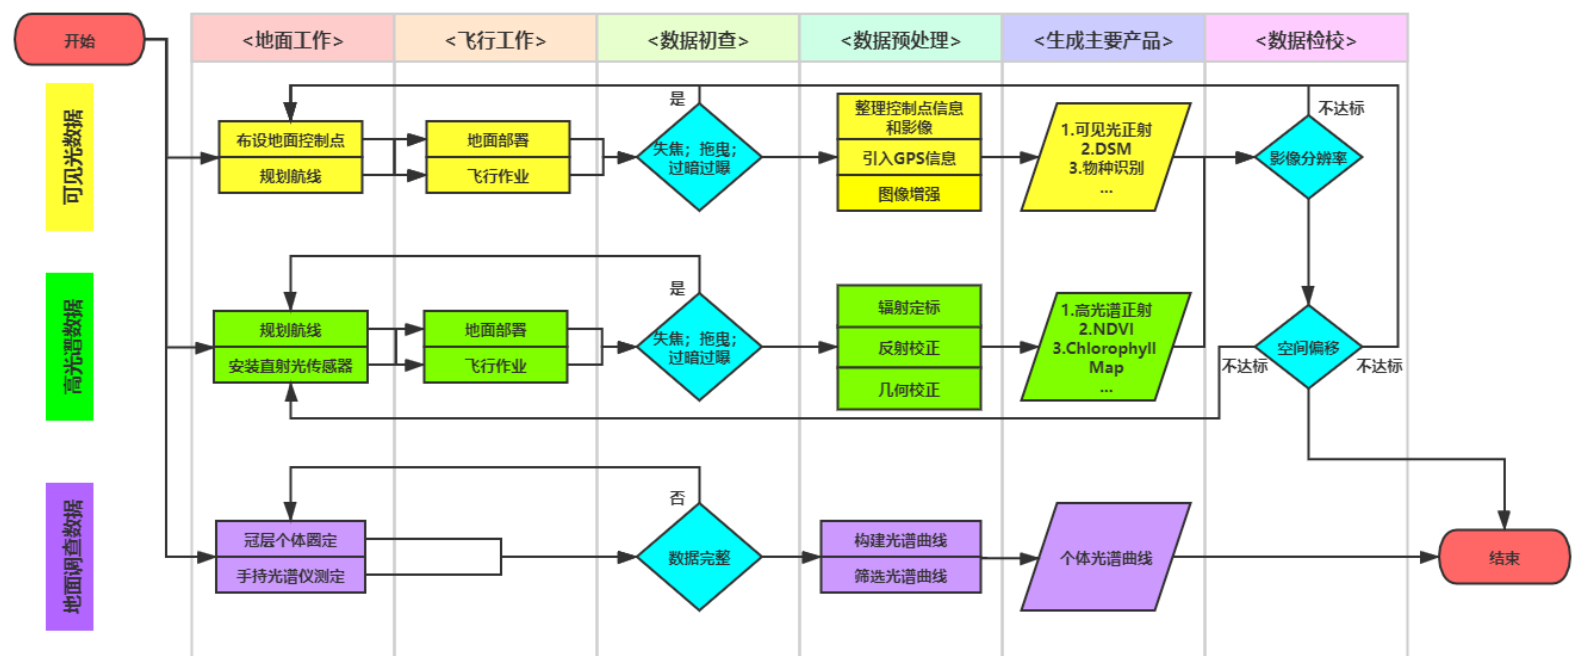 开始
<地面工作>
<飞行工作>
<数据初查>
<数据预处理>
<生成主要产品>
<数据检校>
可见光数据
布设地面控制点
规划航线
地面部署
飞行作业
是
失焦；拖曳；
过暗过曝
整理控制点信息
和影像
引入GPS信息
图像增强
1.可见光正射
2.DSM
3.物种识别
...
不达标
影像分辨率
高光谱数据
规划航线
安装直射光传感器
地面部署
飞行作业
是
失焦；拖曳；
过暗过曝
辐射定标
反射校正
几何校正
1.高光谱正射
2.NDVI
3.Chlorophyll
Map
...
空间偏移
不达标
不达标
地面调查数据
冠层个体圈定
手持光谱仪测定
否
数据完整
构建光谱曲线
筛选光谱曲线
个体光谱曲线
结束